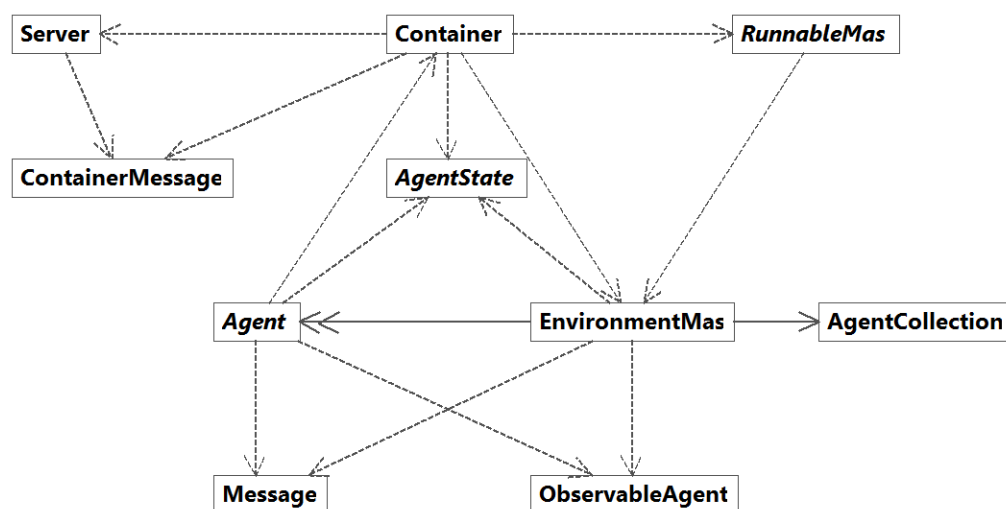 Server
Container
RunnableMas
ContainerMessage
AgentState
Agent
EnvironmentMas
AgentCollection
Message
ObservableAgent